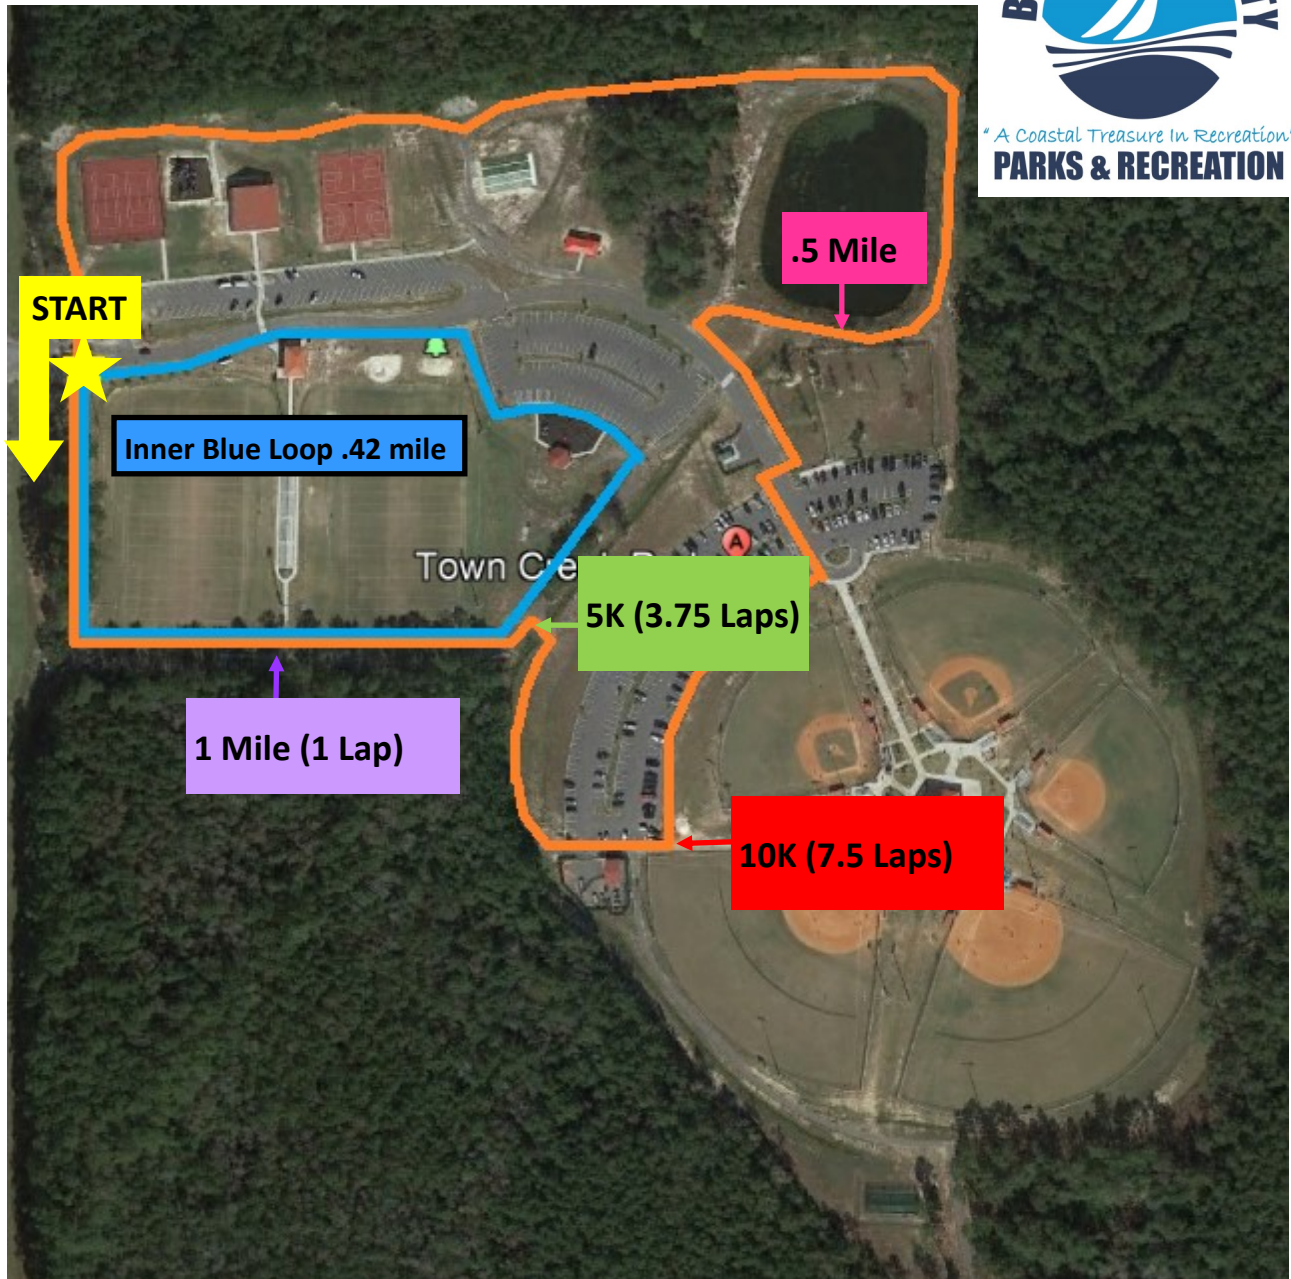 " A Coastal Treasure In Recreation"
PARKS & RECREATION
.5 Mile
START
Inner Blue Loop .42 mile
A
5K (3.75 Laps)
1 Mile (1 Lap)
10K (7.5 Laps)